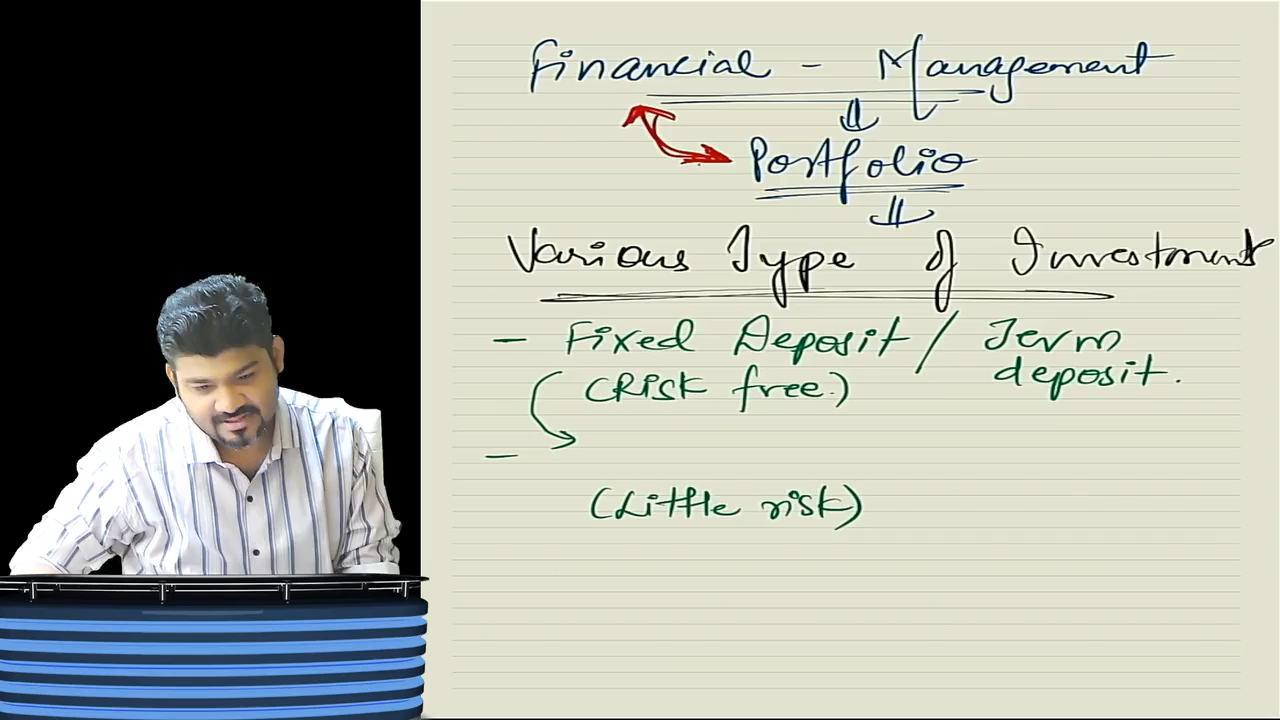 Financial - Management
⇓
Portfolio
⇓
Various Type of Investment
- Fixed Deposit / Term deposit.
(Risk free.)
-
(Little risk)